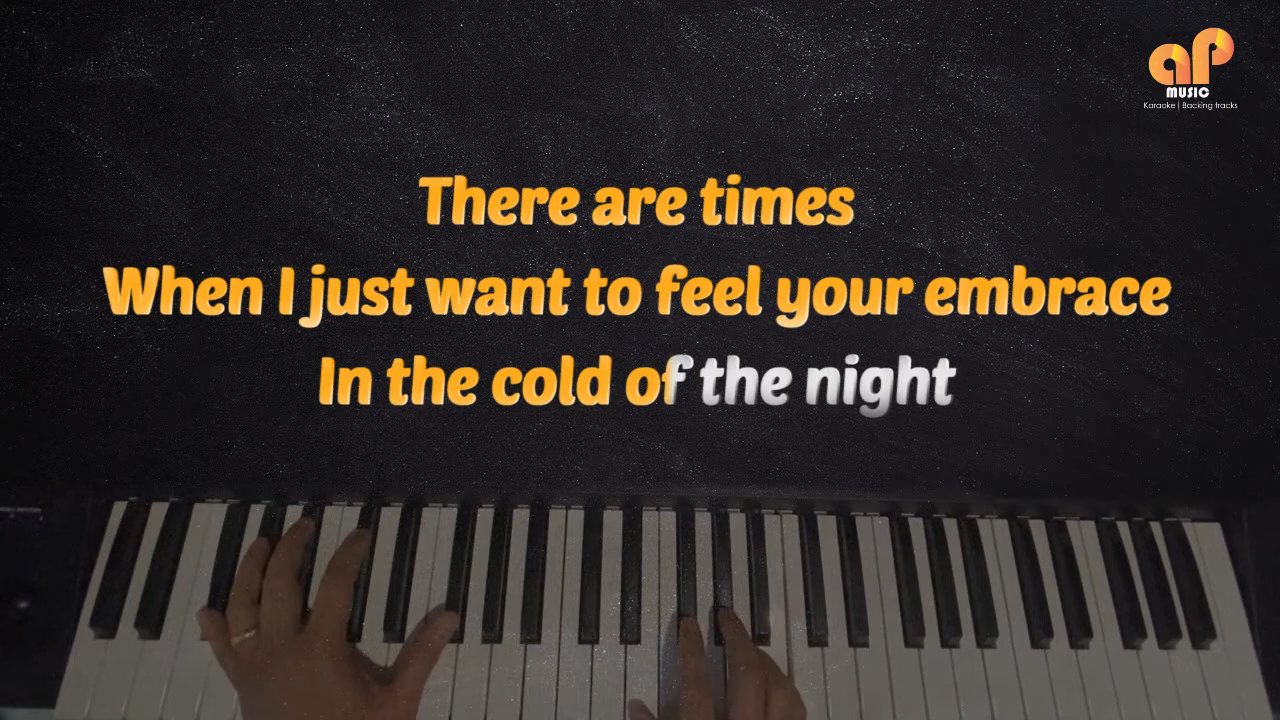 aP
MUSIC
Karaoke | Backing tracks
There are times
When I just want to feel your embrace
In the cold of the night